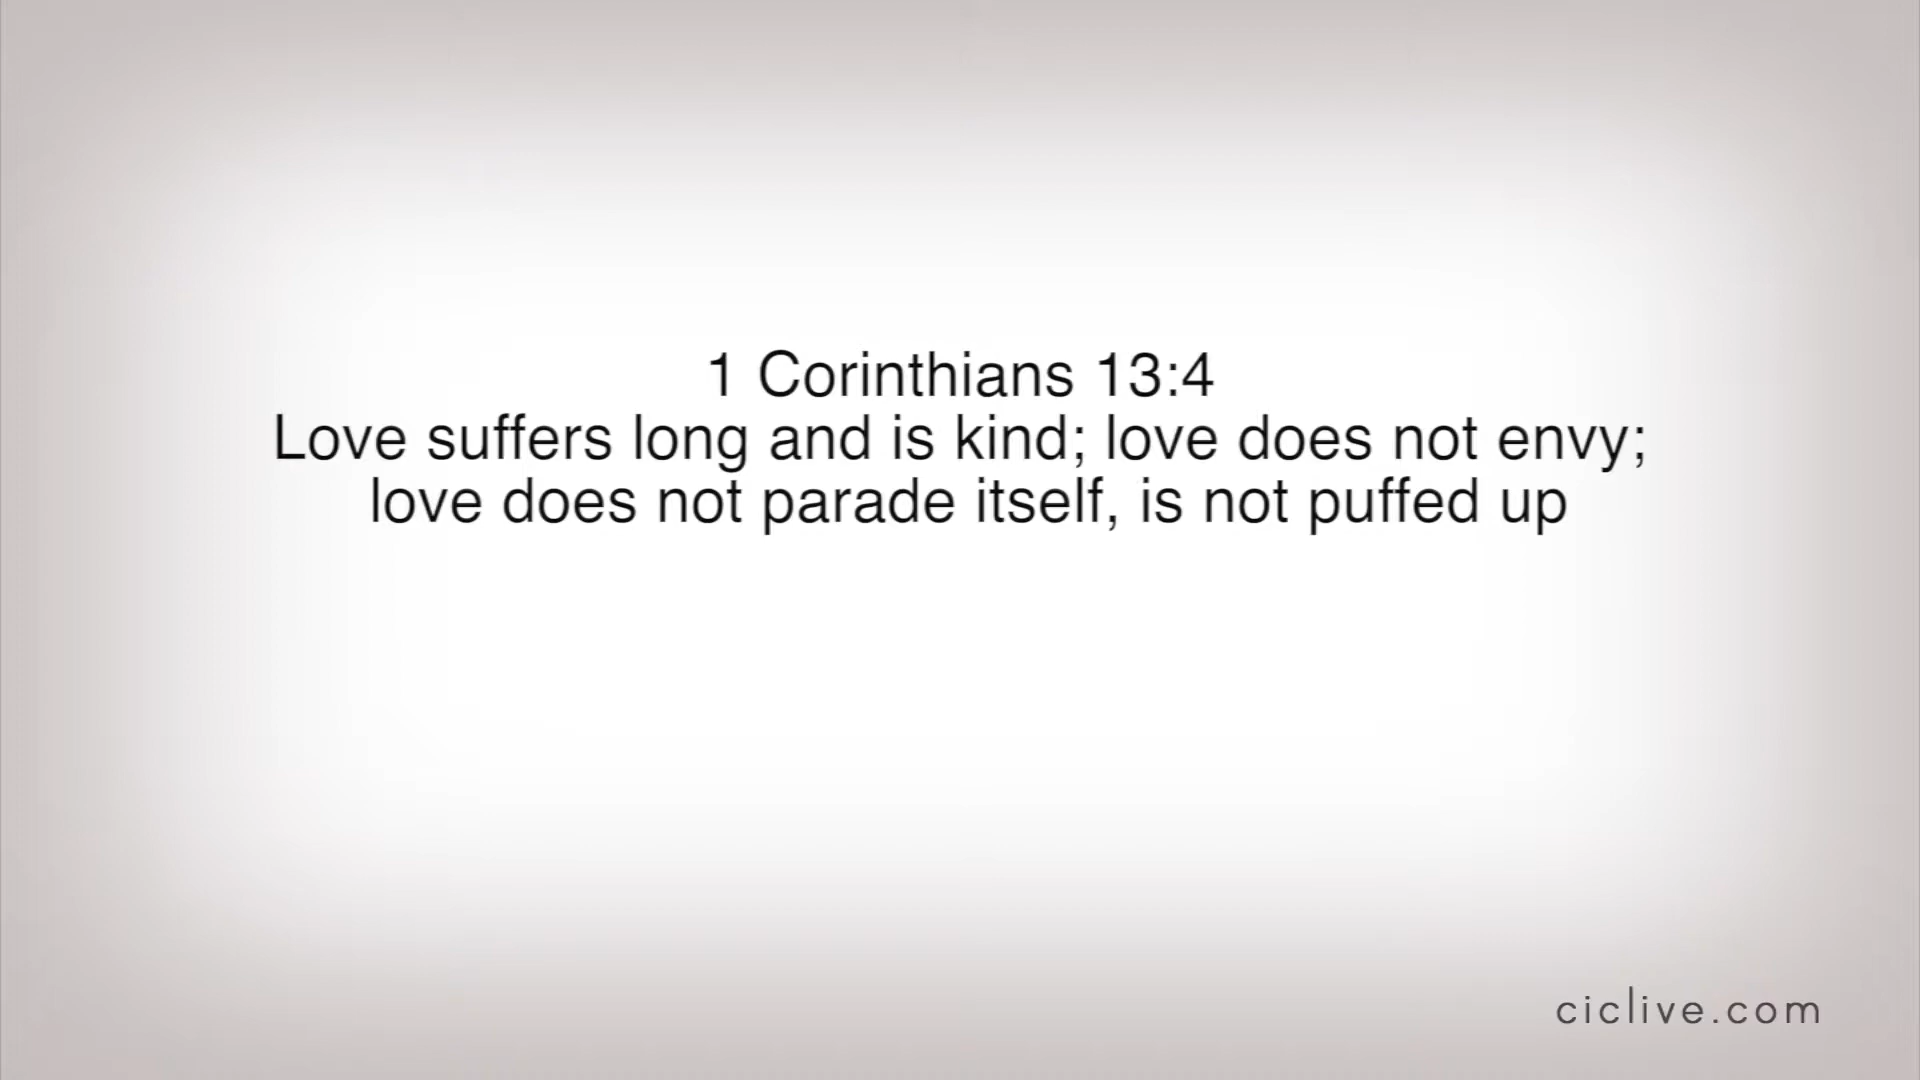 1 Corinthians 13:4
Love suffers long and is kind; love does not envy;
love does not parade itself, is not puffed up
ciclive.com